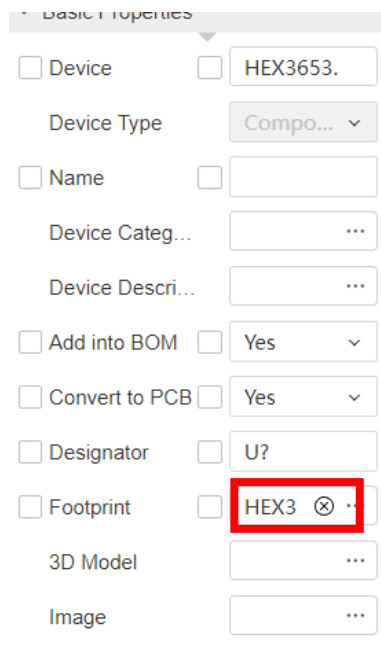 Basic Properties
Device HEX3653.
Device Type Compo...
Name
Device Categ... ...
Device Descri... ...
Add into BOM Yes
Convert to PCB Yes
Designator U?
Footprint HEX3 ...
3D Model ...
Image ...